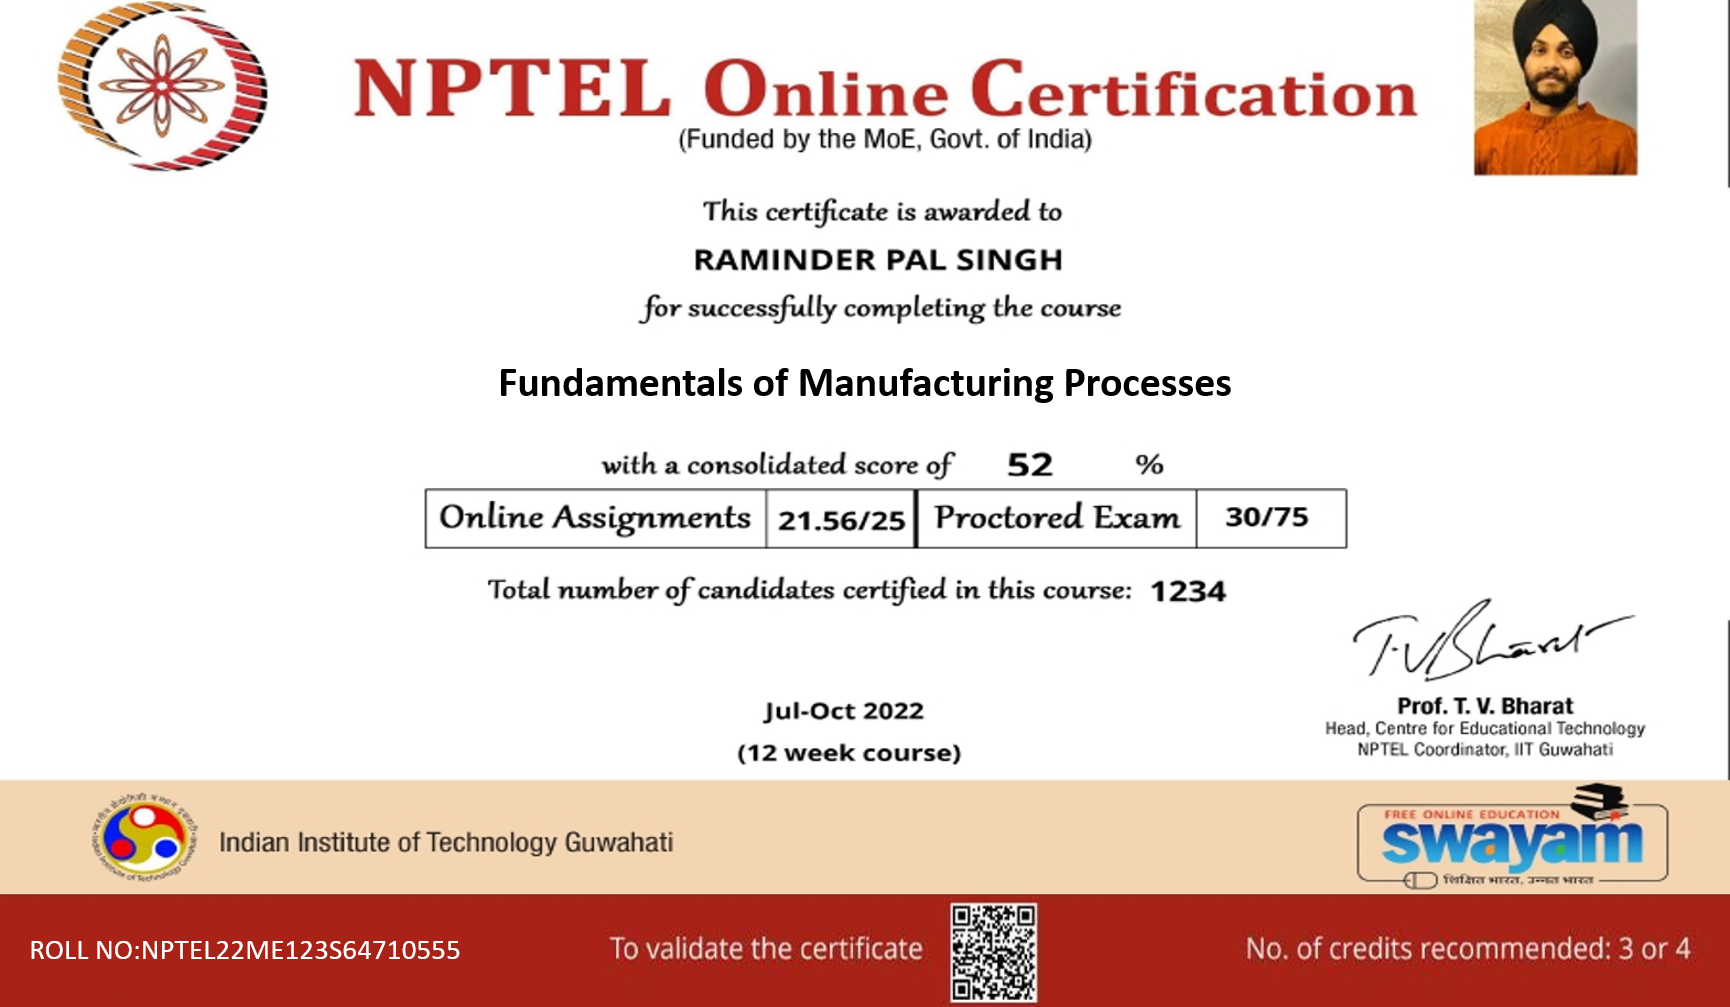 NPTEL Online Certification
(Funded by the MoE, Govt. of India)
This certificate is awarded to
RAMINDER PAL SINGH
for successfully completing the course
Fundamentals of Manufacturing Processes
with a consolidated score of 52 %
Online Assignments 21.56/25 Proctored Exam 30/75
Total number of candidates certified in this course: 1234
T.V.Bharat
Prof. T. V. Bharat
Head, Centre for Educational Technology
NPTEL Coordinator, IIT Guwahati
Jul-Oct 2022
(12 week course)
Indian Institute of Technology Guwahati
FREE ONLINE EDUCATION
swayam
शिक्षित भारत, उन्नत भारत
ROLL NO:NPTEL22ME123S64710555
To validate the certificate
No. of credits recommended: 3 or 4